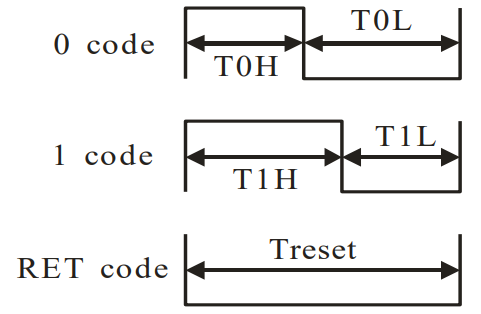 0 code T0H T0L
1 code T1H T1L
RET code Treset